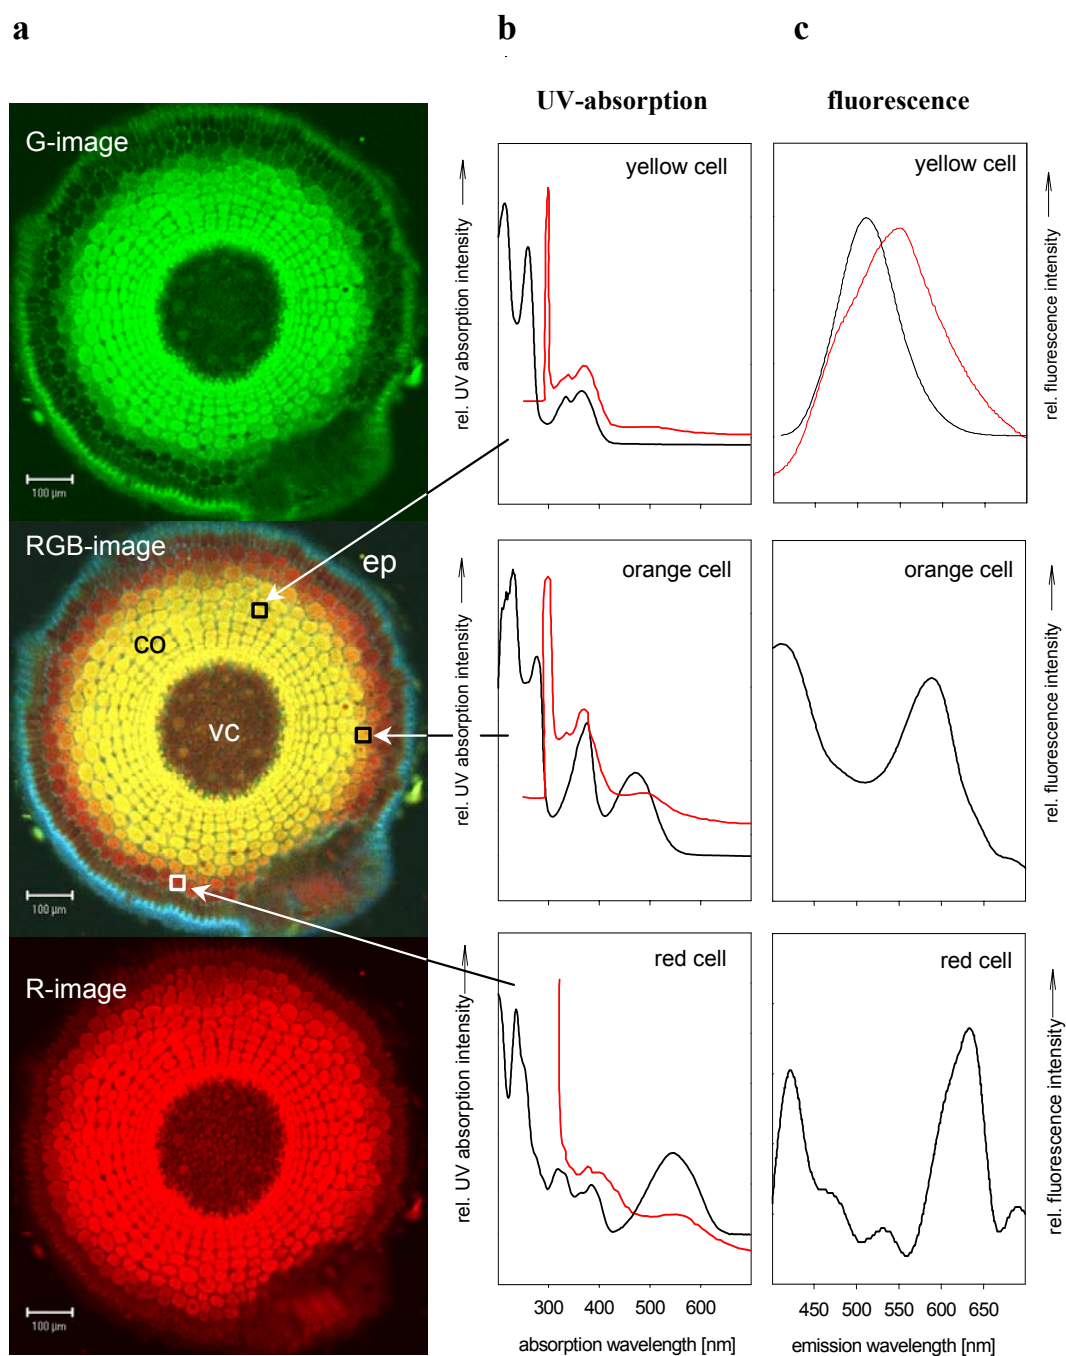 a
b
c
UV-absorption
fluorescence
G-image
100 µm
RGB-image
ep
co
vc
100 µm
R-image
100 µm
rel. UV absorption intensity
yellow cell
yellow cell
rel. fluorescence intensity
rel. UV absorption intensity
orange cell
orange cell
rel. fluorescence intensity
rel. UV absorption intensity
red cell
red cell
rel. fluorescence intensity
300 400 500 600
450 500 550 600 650
absorption wavelength [nm]
emission wavelength [nm]